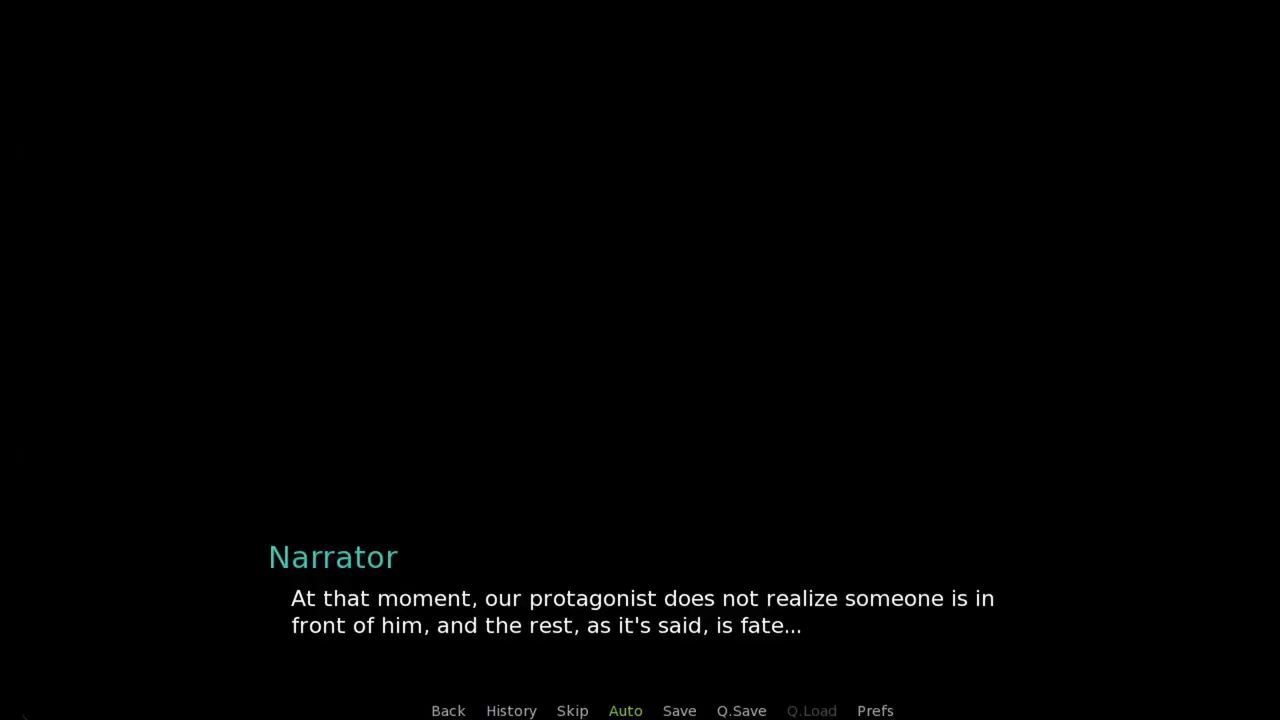 Narrator
At that moment, our protagonist does not realize someone is in
front of him, and the rest, as it's said, is fate...
Back History Skip Auto Save Q.Save Q.Load Prefs